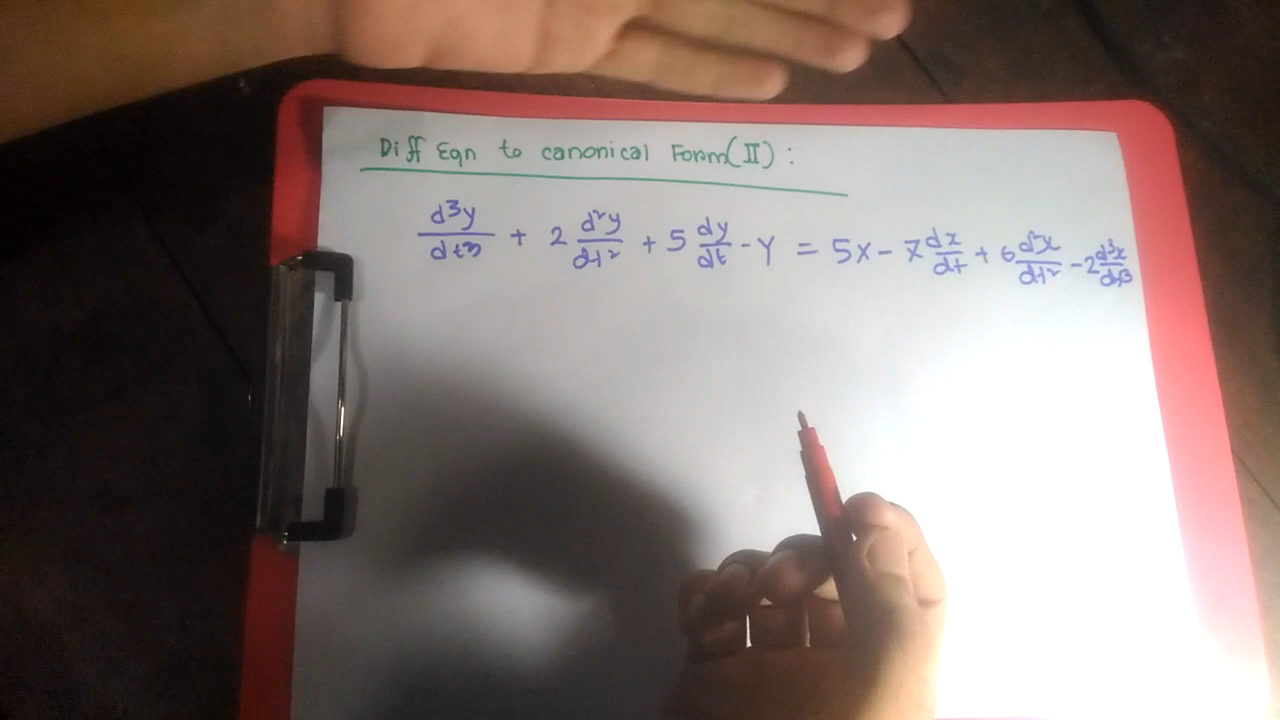 Diff Eqn to canonical Form(II):
d³y/dt³ + 2 d²y/dt² + 5 dy/dt - y = 5x - 7 dx/dt + 6 d²x/dt² - 2 d³x/dt³